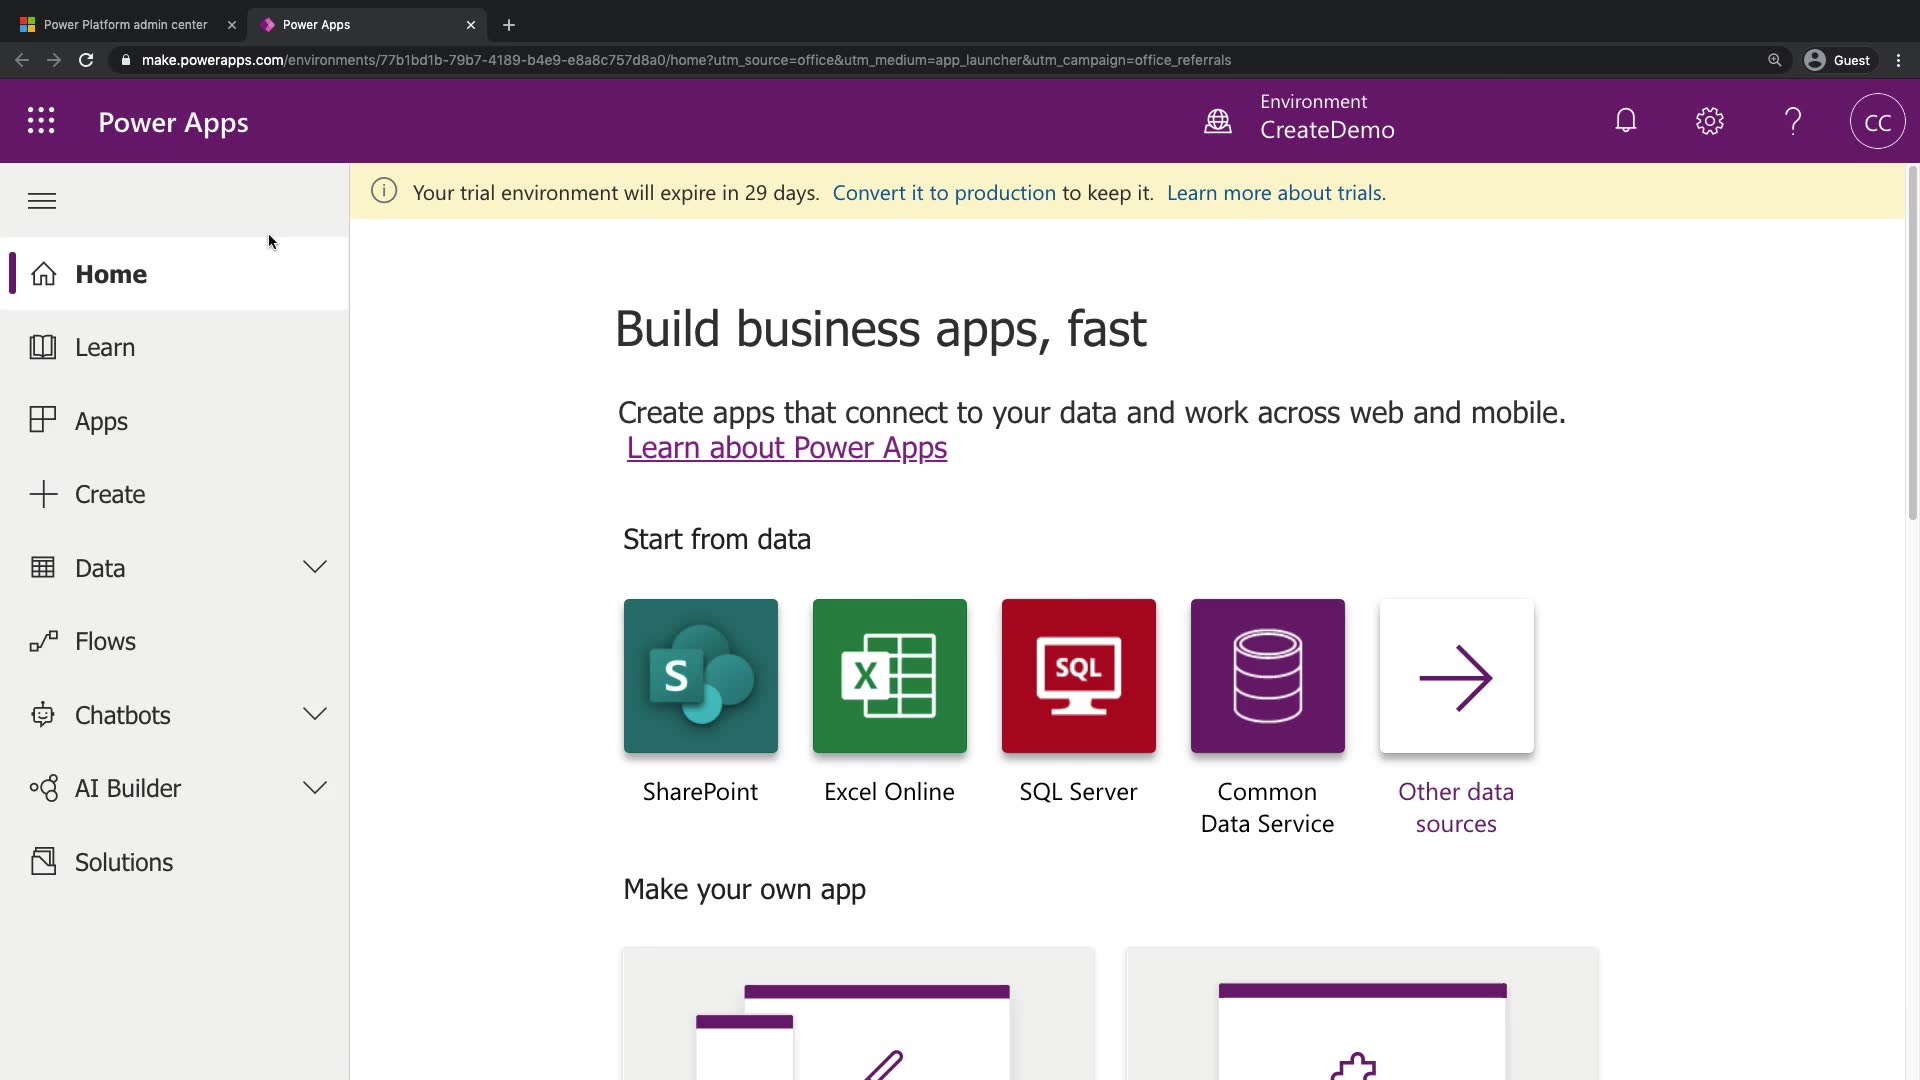 Power Platform admin center
Power Apps
make.powerapps.com/environments/77b1bd1b-79b7-4189-b4e9-e8a8c757d8a0/home?utm_source=office&utm_medium=app_launcher&utm_campaign=office_referrals
Guest
Power Apps
Environment
CreateDemo
CC
Your trial environment will expire in 29 days. Convert it to production to keep it. Learn more about trials.
Home
Learn
Apps
Create
Data
Flows
Chatbots
AI Builder
Solutions
Build business apps, fast
Create apps that connect to your data and work across web and mobile.
Learn about Power Apps
Start from data
S
X
SQL
SharePoint
Excel Online
SQL Server
Common
Data Service
Other data
sources
Make your own app